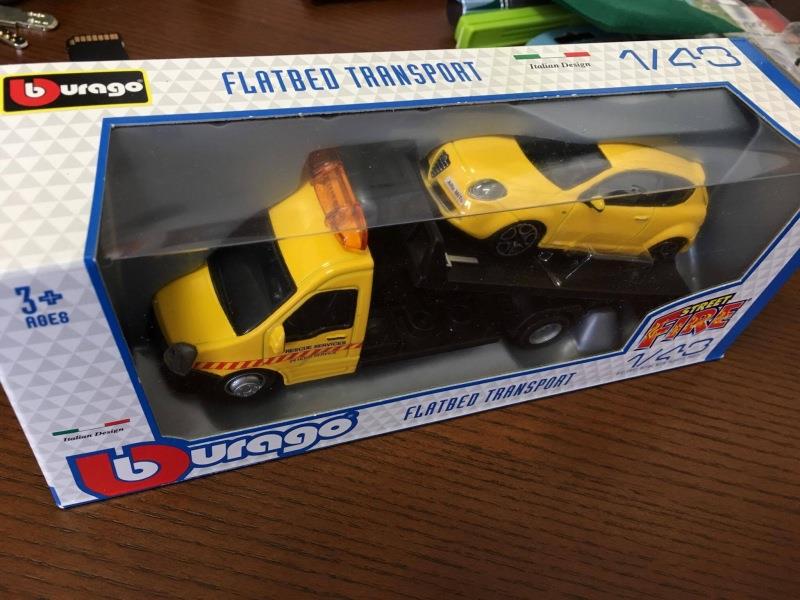 burago
FLATBED TRANSPORT
Italian Design
1/43
3+
AGES
RESCUE SERVICES
STREET
FIRE
1/43
Italian Design
burago
FLATBED TRANSPORT